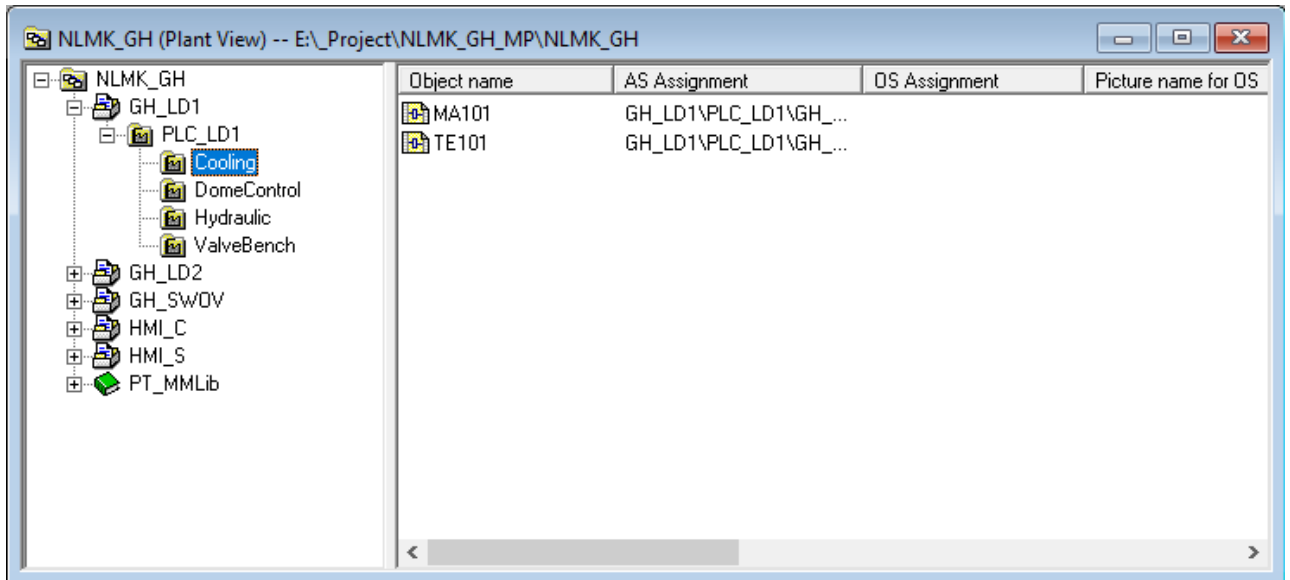 NLMK_GH (Plant View) -- E:\_Project\NLMK_GH_MP\NLMK_GH
NLMK_GH
GH_LD1
PLC_LD1
Cooling
DomeControl
Hydraulic
ValveBench
GH_LD2
GH_SWOV
HMI_C
HMI_S
PT_MMLib
Object name AS Assignment OS Assignment Picture name for OS
MA101 GH_LD1\PLC_LD1\GH_...
TE101 GH_LD1\PLC_LD1\GH_...